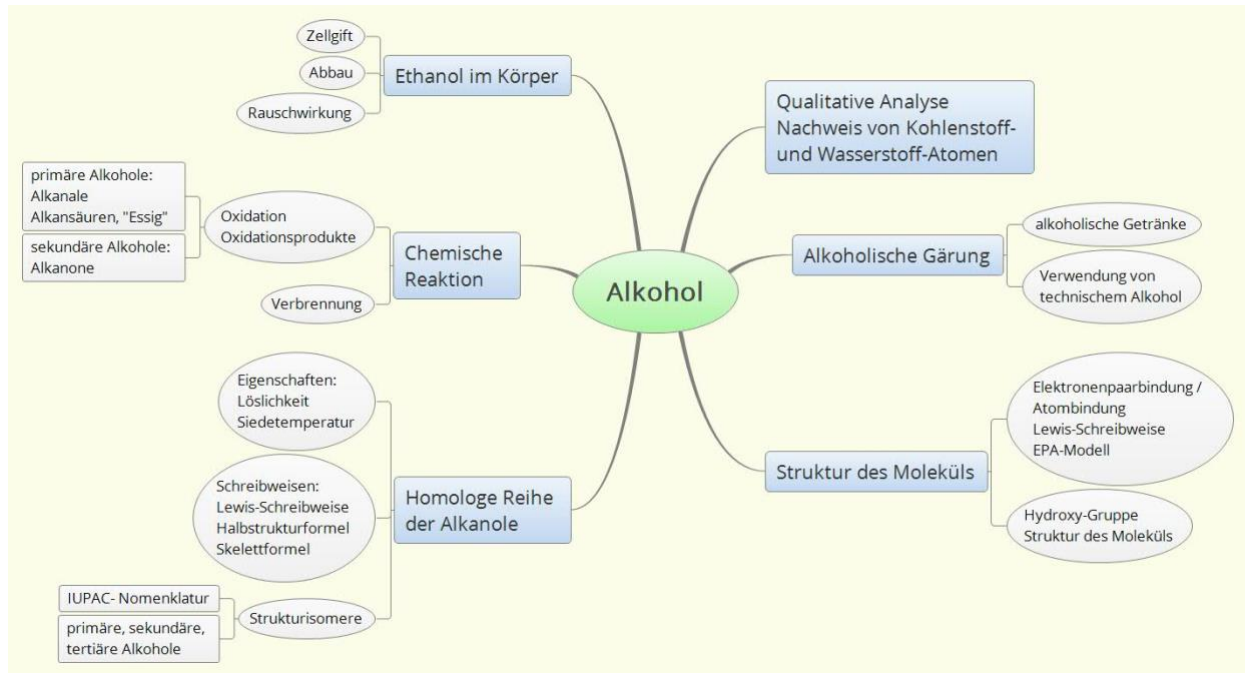 Alkohol
Ethanol im Körper
Zellgift
Abbau
Rauschwirkung
Chemische
Reaktion
Oxidation
Oxidationsprodukte
primäre Alkohole:
Alkanale
Alkansäuren, "Essig"
sekundäre Alkohole:
Alkanone
Verbrennung
Homologe Reihe
der Alkanole
Eigenschaften:
Löslichkeit
Siedetemperatur
Schreibweisen:
Lewis-Schreibweise
Halbstrukturformel
Skelettformel
Strukturisomere
IUPAC- Nomenklatur
primäre, sekundäre,
tertiäre Alkohole
Qualitative Analyse
Nachweis von Kohlenstoff-
und Wasserstoff-Atomen
Alkoholische Gärung
alkoholische Getränke
Verwendung von
technischem Alkohol
Struktur des Moleküls
Elektronenpaarbindung /
Atombindung
Lewis-Schreibweise
EPA-Modell
Hydroxy-Gruppe
Struktur des Moleküls